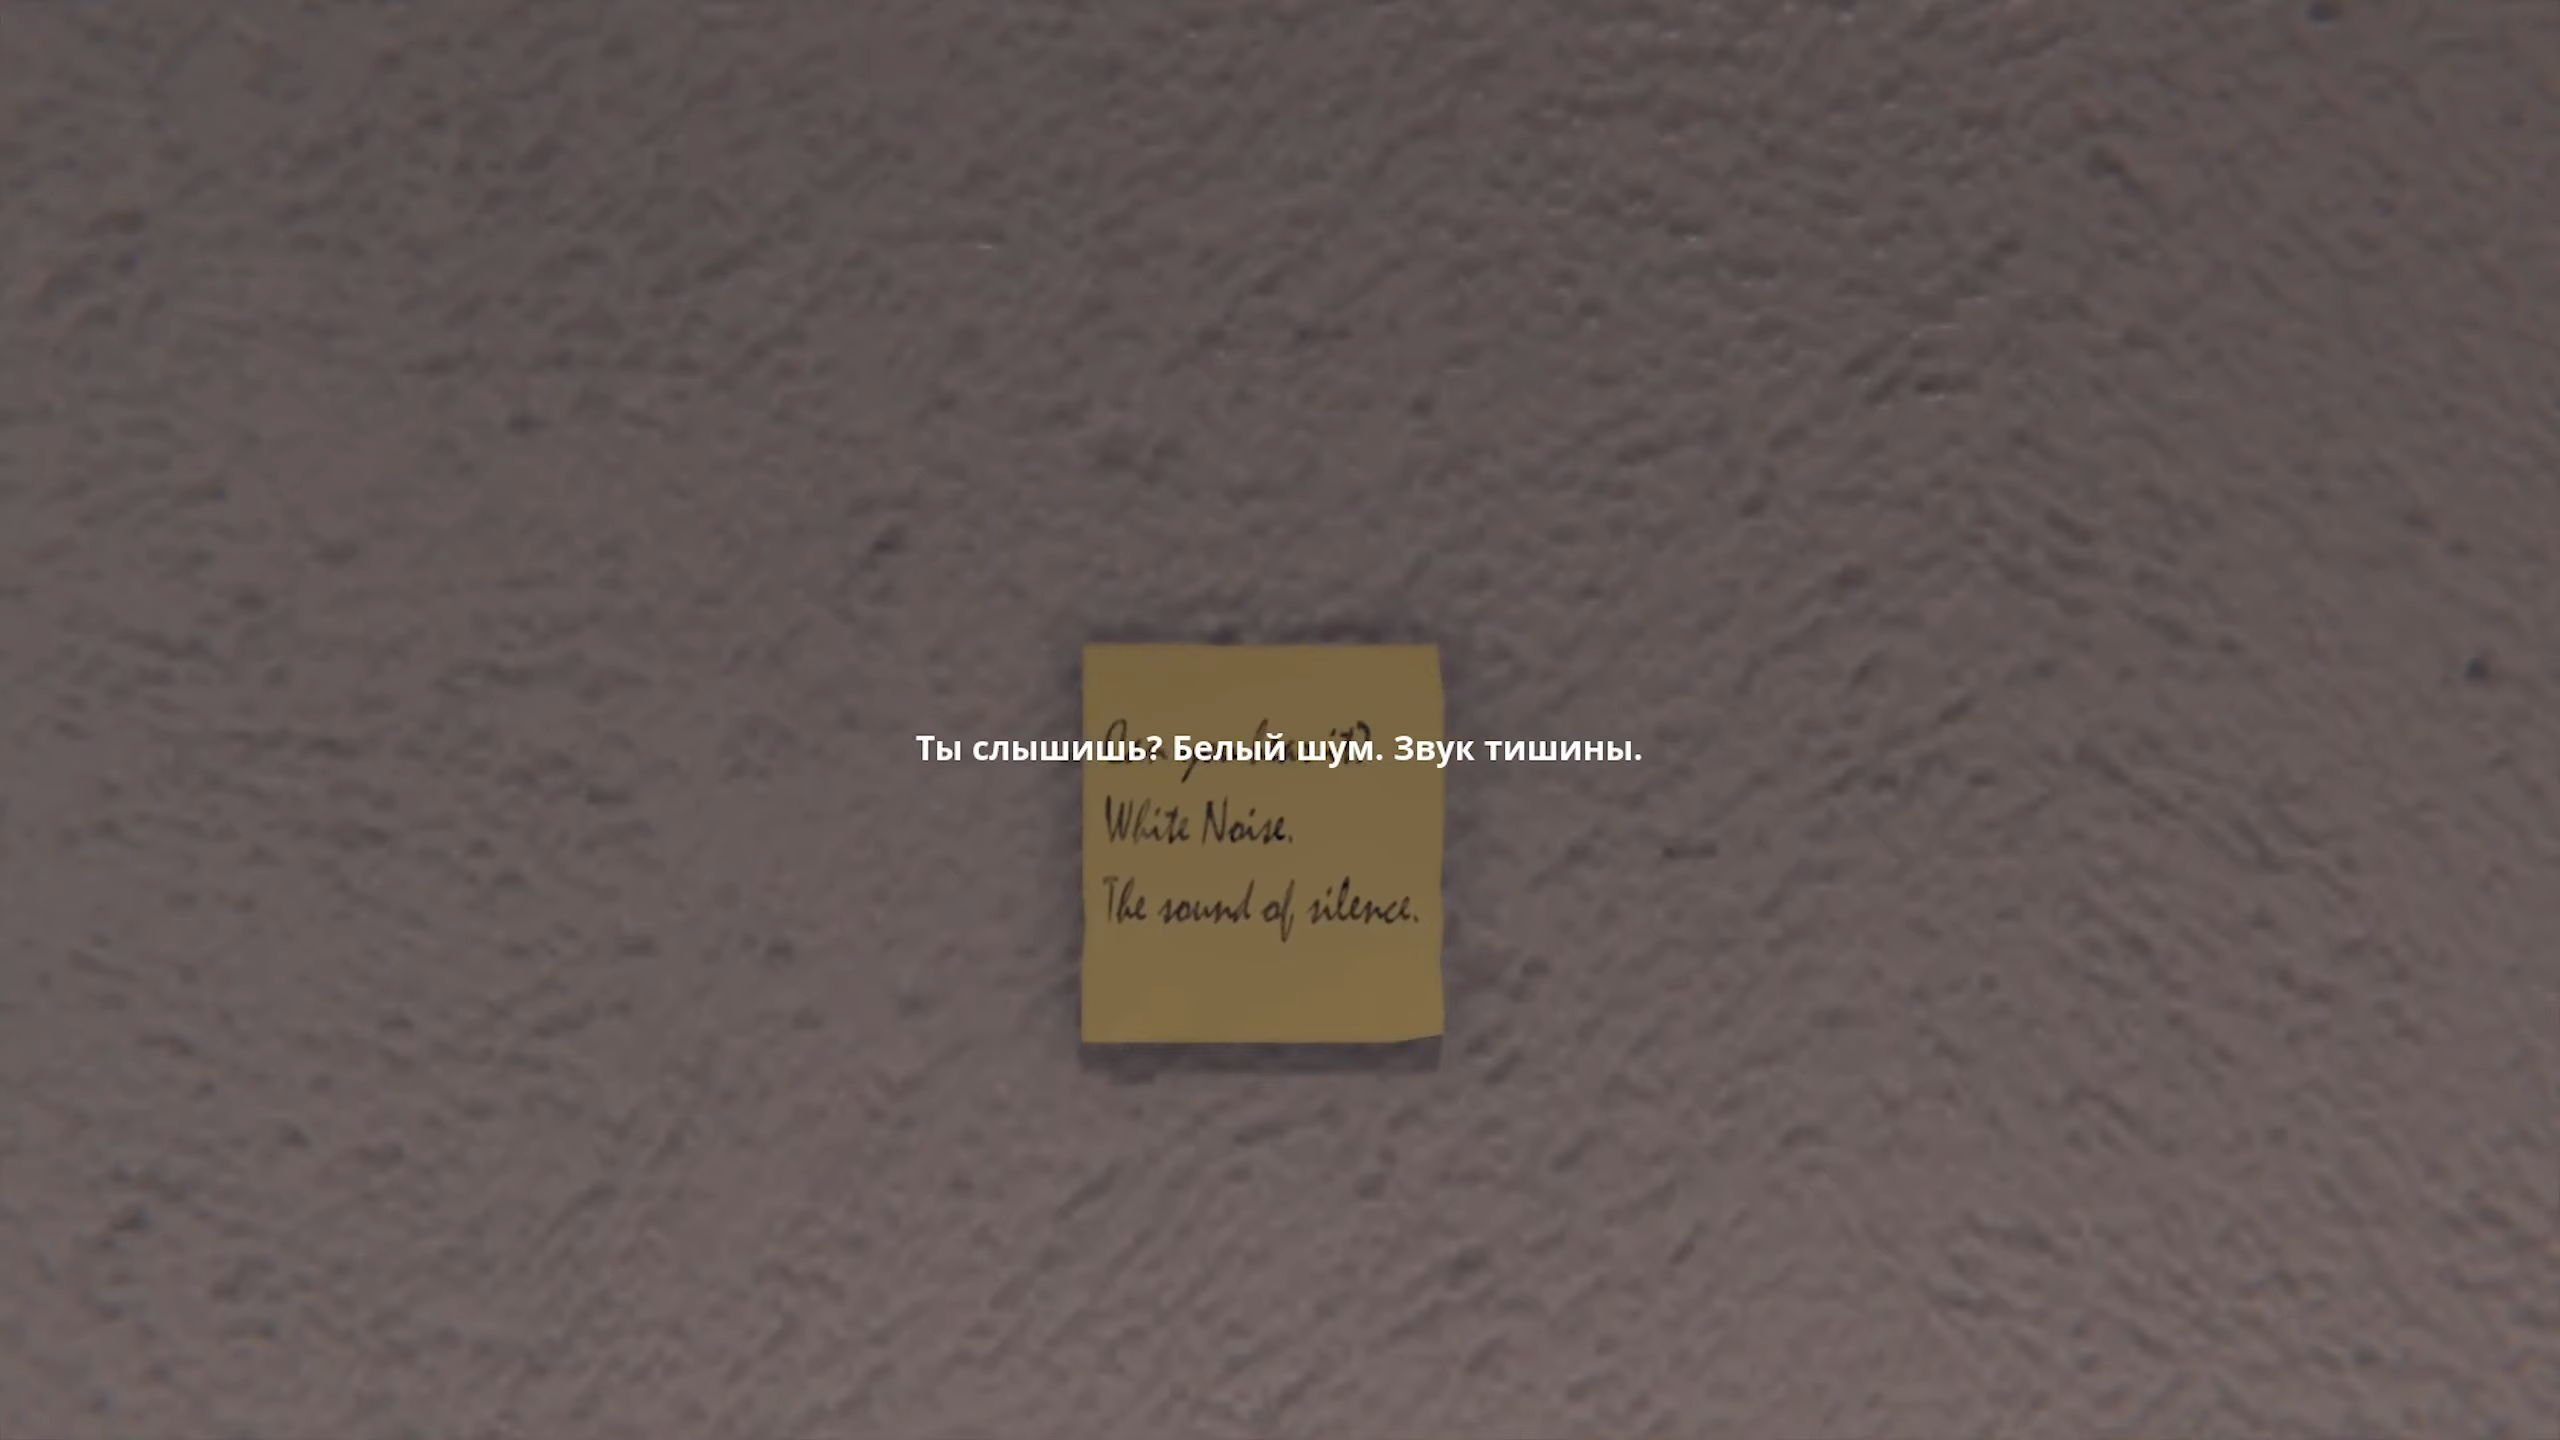 Ты слышишь? Белый шум. Звук тишины.
White Noise.
The sound of silence.